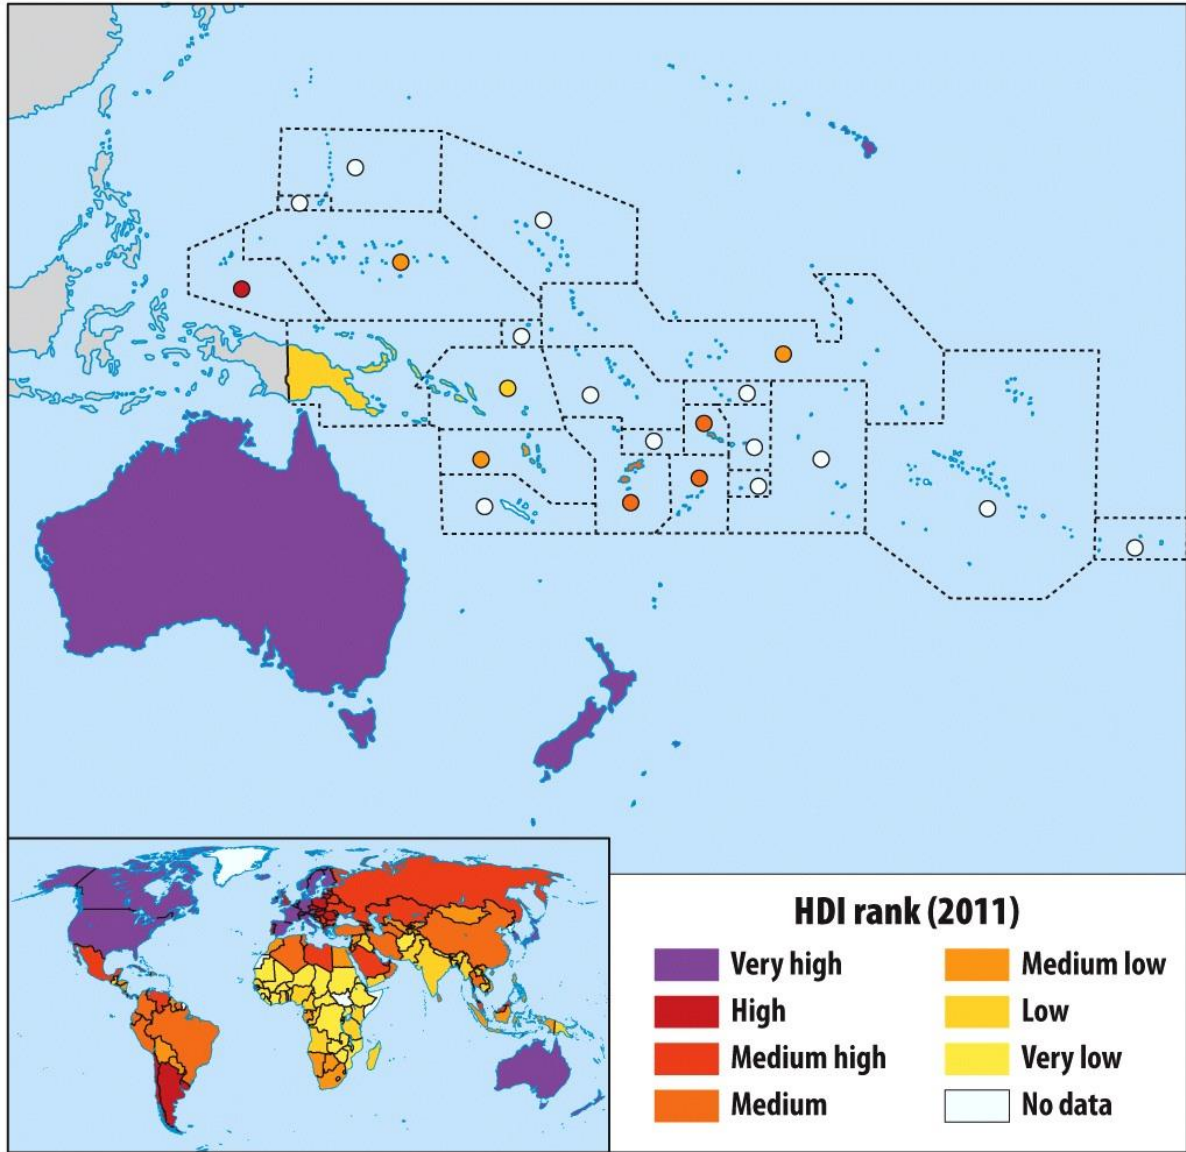 HDI rank (2011)
Very high
High
Medium high
Medium
Medium low
Low
Very low
No data